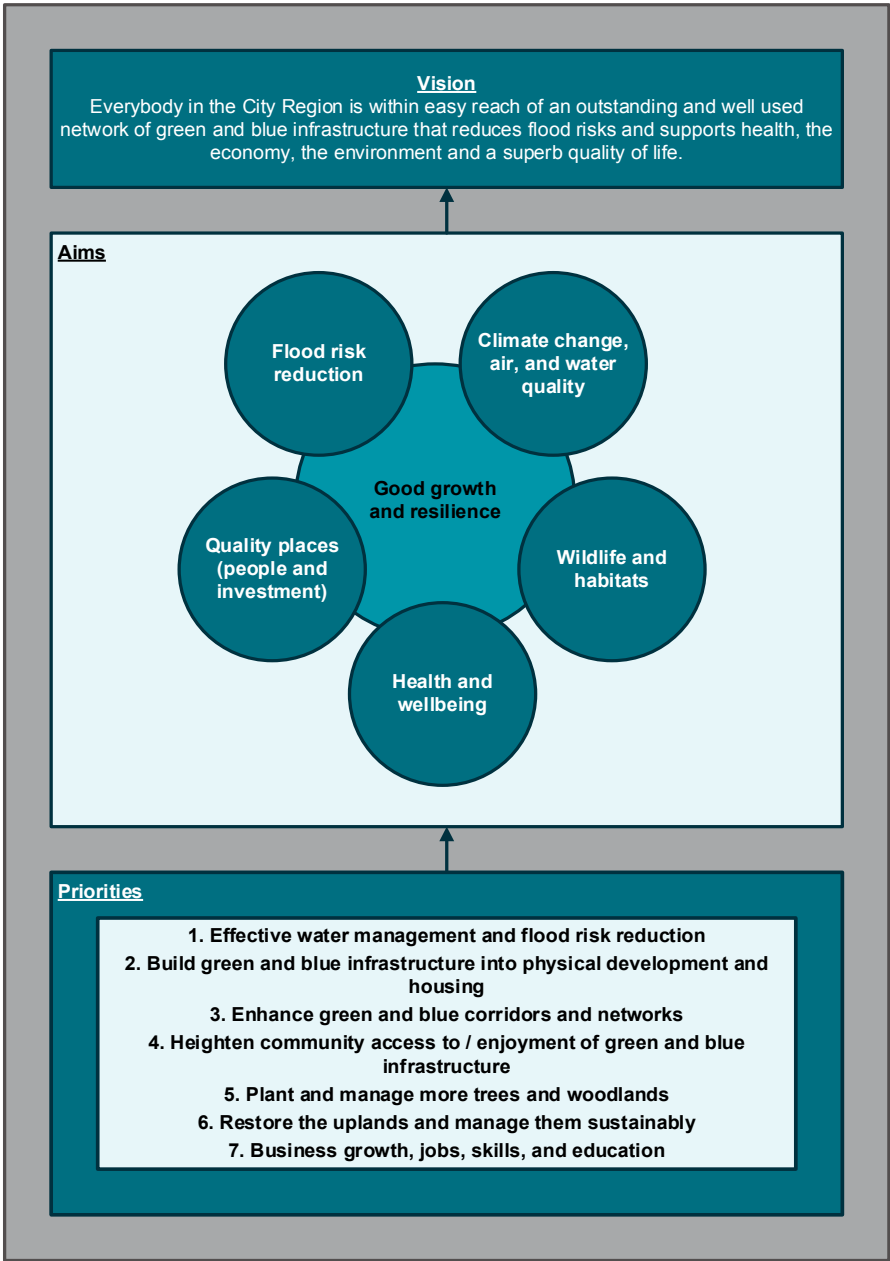 Vision
Everybody in the City Region is within easy reach of an outstanding and well used
network of green and blue infrastructure that reduces flood risks and supports health, the
economy, the environment and a superb quality of life.
Aims
Flood risk
reduction
Climate change,
air, and water
quality
Good growth
and resilience
Quality places
(people and
investment)
Wildlife and
habitats
Health and
wellbeing
Priorities
1. Effective water management and flood risk reduction
2. Build green and blue infrastructure into physical development and
housing
3. Enhance green and blue corridors and networks
4. Heighten community access to / enjoyment of green and blue
infrastructure
5. Plant and manage more trees and woodlands
6. Restore the uplands and manage them sustainably
7. Business growth, jobs, skills, and education